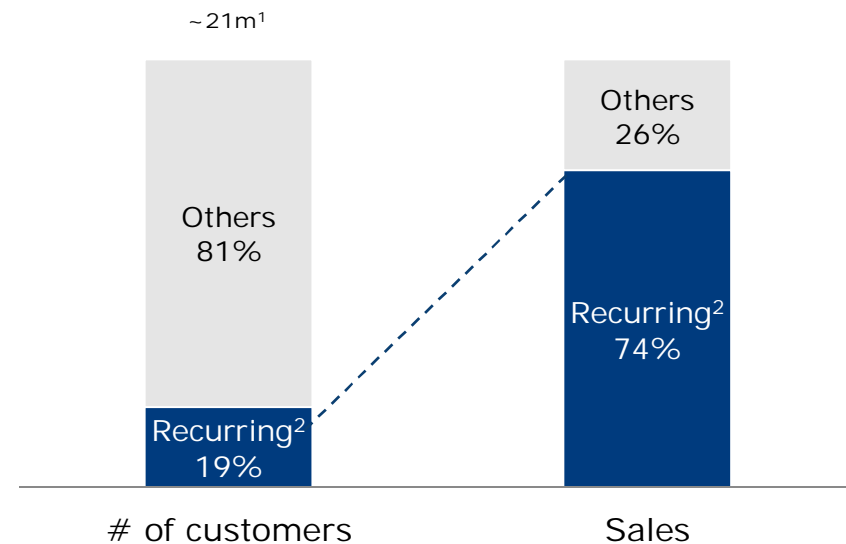 ~21m¹
Others
81%
Recurring²
19%
Others
26%
Recurring²
74%
# of customers
Sales